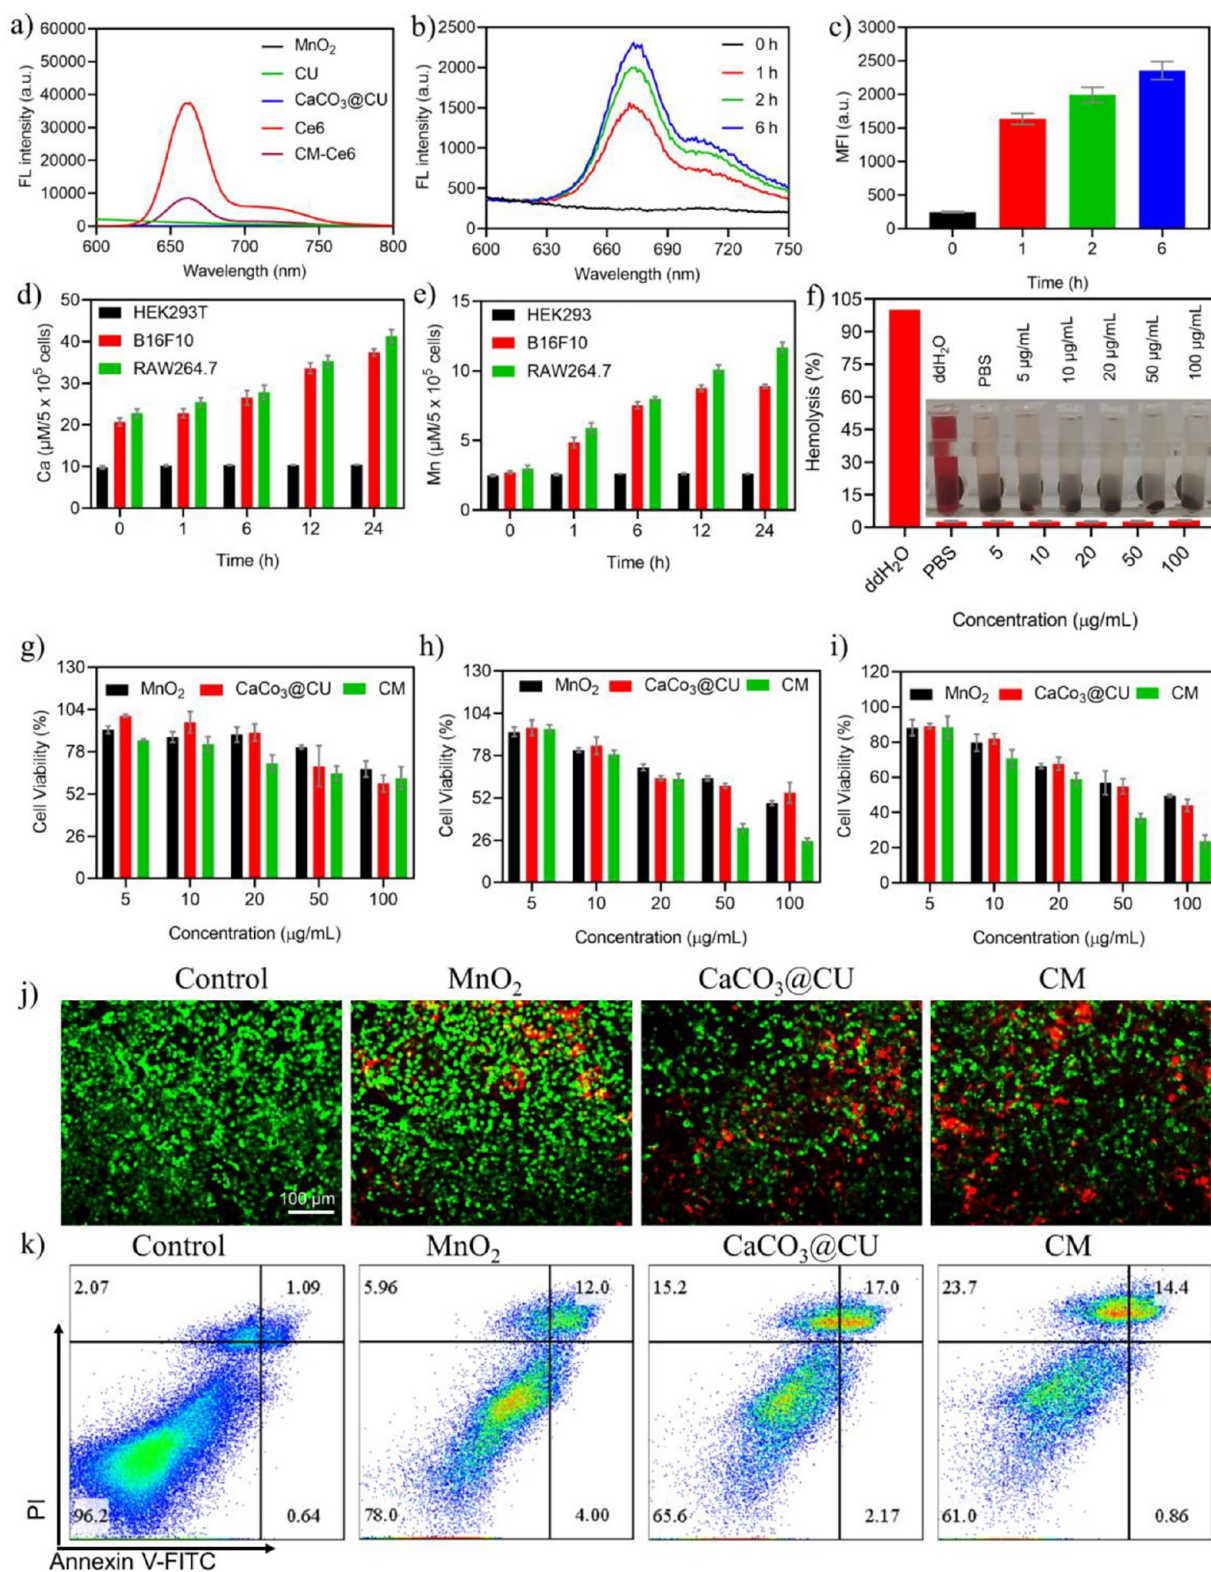 a)
60000
50000
40000
30000
20000
10000
0
FL intensity (a.u.)
MnO₂
CU
CaCO₃@CU
Ce6
CM-Ce6
600 650 700 750 800
Wavelength (nm)
b)
2500
2000
1500
1000
500
0
FL intensity (a.u.)
0 h
1 h
2 h
6 h
600 630 660 690 720 750
Wavelength (nm)
c)
3000
2500
2000
1500
1000
500
0
MFI (a.u.)
0 1 2 6
Time (h)
d)
50
40
30
20
10
0
Ca (µM/5 x 10⁵ cells)
HEK293T
B16F10
RAW264.7
0 1 6 12 24
Time (h)
e)
15
10
5
0
Mn (µM/5 x 10⁵ cells)
HEK293
B16F10
RAW264.7
0 1 6 12 24
Time (h)
f)
105
90
75
60
45
30
15
0
Hemolysis (%)
ddH₂O
PBS
5 µg/mL
10 µg/mL
20 µg/mL
50 µg/mL
100 µg/mL
ddH₂O PBS 5 10 20 50 100
Concentration (µg/mL)
g)
130
104
78
52
26
0
Cell Viability (%)
MnO₂ CaCo₃@CU CM
5 10 20 50 100
Concentration (µg/mL)
h)
130
104
78
52
26
0
Cell Viability (%)
MnO₂ CaCo₃@CU CM
5 10 20 50 100
Concentration (µg/mL)
i)
120
100
80
60
40
20
0
Cell Viability (%)
MnO₂ CaCo₃@CU CM
5 10 20 50 100
Concentration (µg/mL)
j)
Control MnO₂ CaCO₃@CU CM
100 µm
k)
Control MnO₂ CaCO₃@CU CM
2.07 1.09 5.96 12.0 15.2 17.0 23.7 14.4
96.2 0.64 78.0 4.00 65.6 2.17 61.0 0.86
PI
Annexin V-FITC